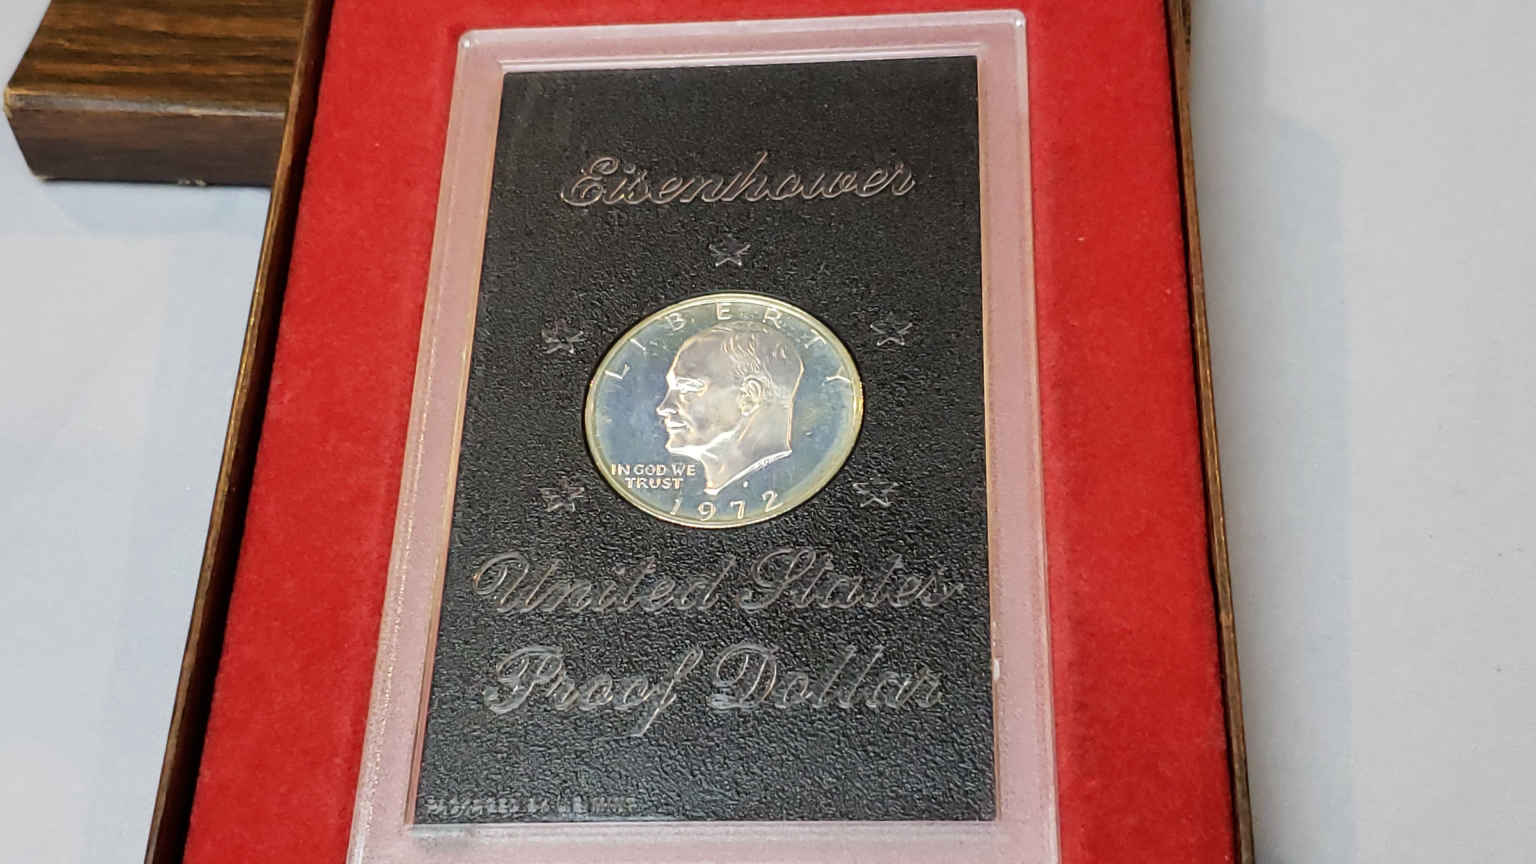 Eisenhower
LIBERTY
IN GOD WE
TRUST
1972
United States
Proof Dollar